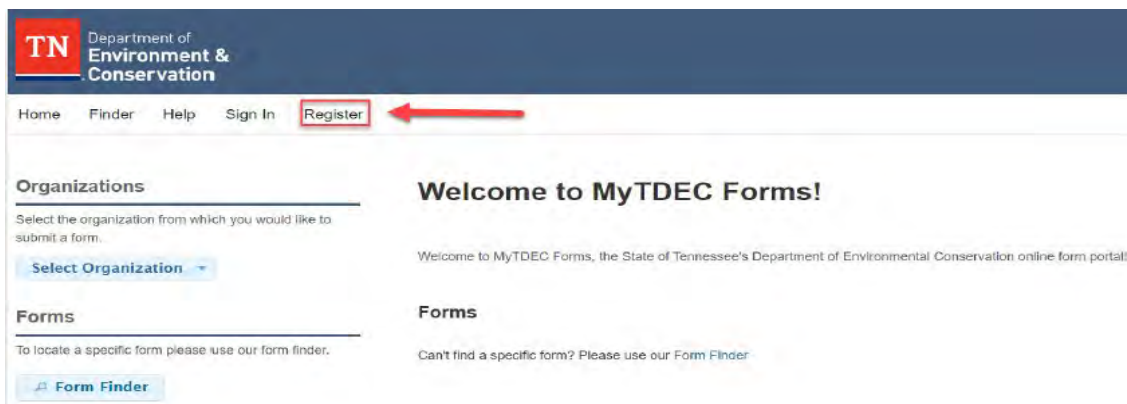 TN
Department of
Environment &
Conservation
Home Finder Help Sign In Register
Organizations
Select the organization from which you would like to
submit a form.
Select Organization
Forms
To locate a specific form please use our form finder.
Form Finder
Welcome to MyTDEC Forms!
Welcome to MyTDEC Forms, the State of Tennessee's Department of Environmental Conservation online form portal!
Forms
Can't find a specific form? Please use our Form Finder